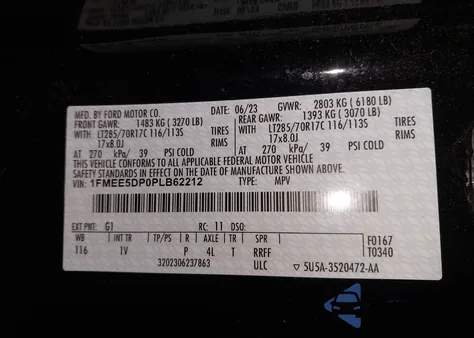 MFD. BY FORD MOTOR CO.
DATE: 06/23 GVWR: 2803 KG ( 6180 LB)
FRONT GAWR: 1483 KG ( 3270 LB)
REAR GAWR: 1393 KG ( 3070 LB)
WITH TIRES WITH TIRES
LT285/70R17C 116/113S LT285/70R17C 116/113S
17x8.0J RIMS 17x8.0J RIMS
AT 270 kPa/ 39 PSI COLD AT 270 kPa/ 39 PSI COLD
THIS VEHICLE CONFORMS TO ALL APPLICABLE FEDERAL MOTOR VEHICLE
SAFETY STANDARDS IN EFFECT ON THE DATE OF MANUFACTURE SHOWN ABOVE.
VIN: 1FMEE5DP0PLB62212 TYPE: MPV
EXT PNT: G1 RC: 11 DSO:
WB INT TR TP/PS R AXLE TR SPR
116 1V P 4L T RRFF
F0167
T0340
3202306237863 ULC 5U5A-3520472-AA